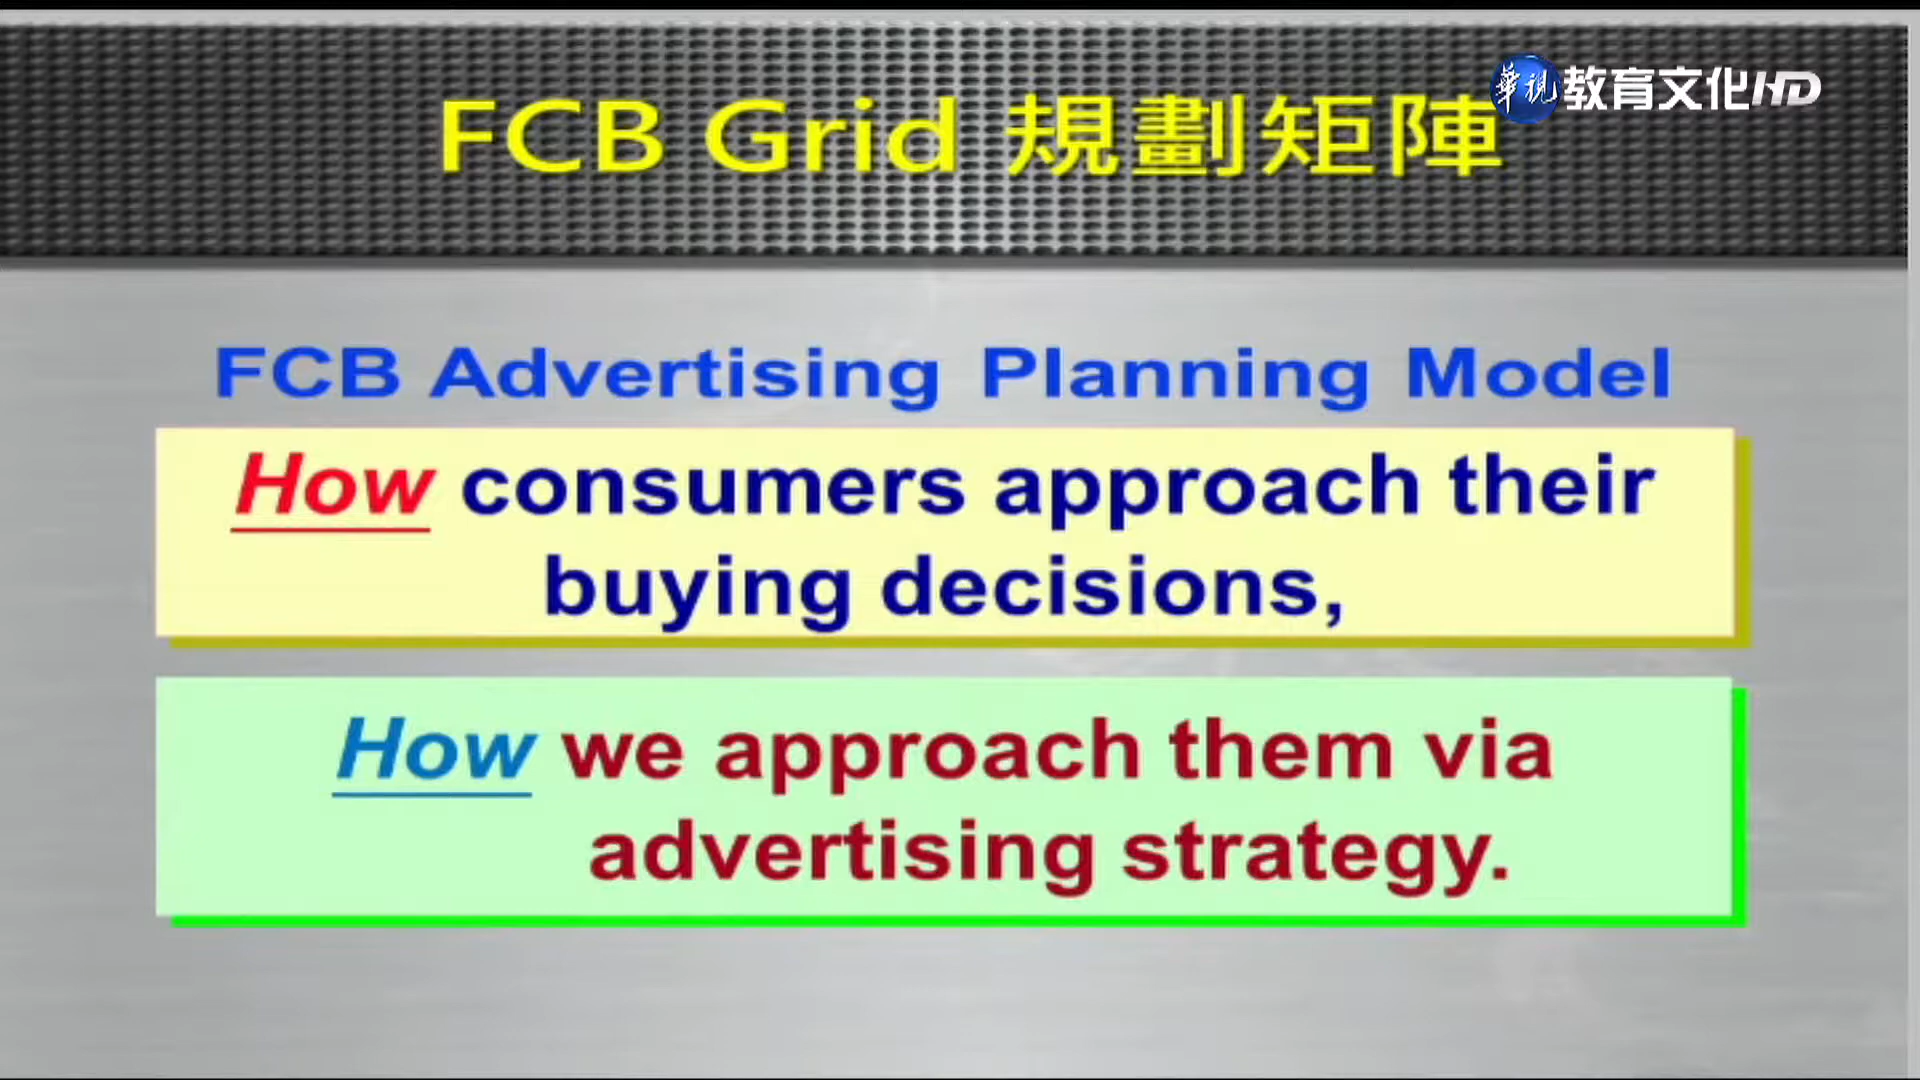 華視教育文化HD
FCB Grid 規劃矩陣
FCB Advertising Planning Model
How consumers approach their
buying decisions,
How we approach them via
advertising strategy.